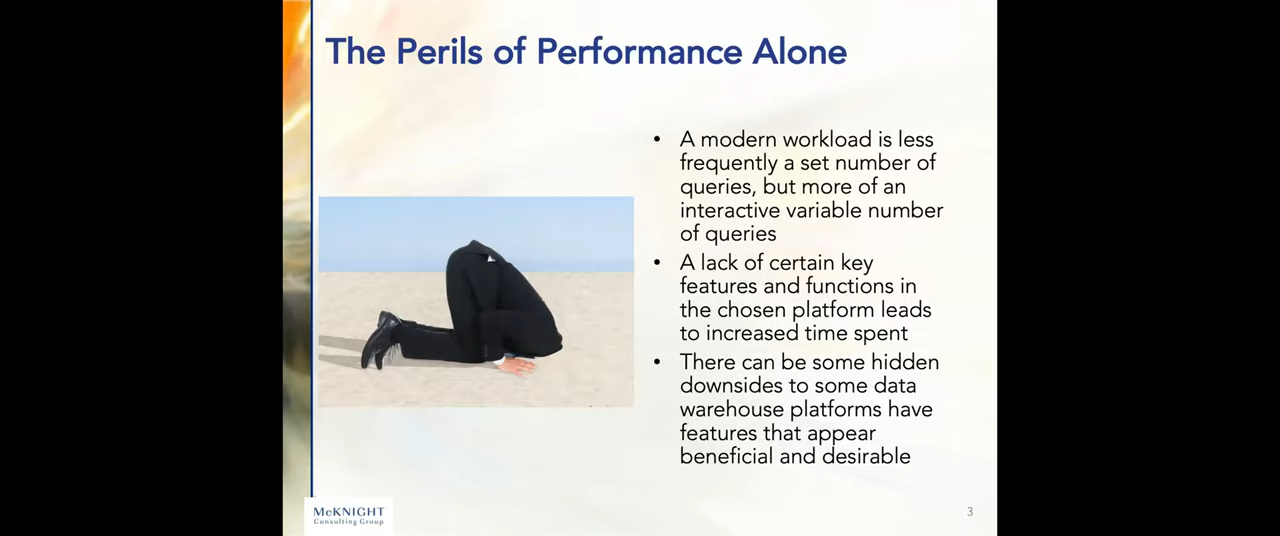 The Perils of Performance Alone
• A modern workload is less
frequently a set number of
queries, but more of an
interactive variable number
of queries
• A lack of certain key
features and functions in
the chosen platform leads
to increased time spent
• There can be some hidden
downsides to some data
warehouse platforms have
features that appear
beneficial and desirable
McKNIGHT
Consulting Group
3